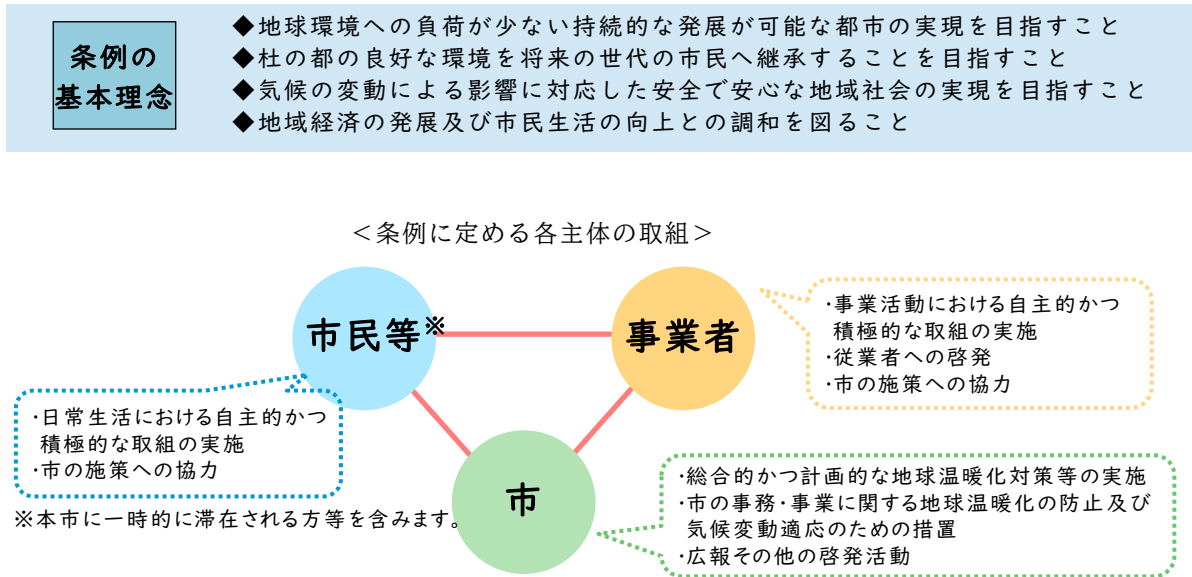 条例の
基本理念
◆地球環境への負荷が少ない持続的な発展が可能な都市の実現を目指すこと
◆杜の都の良好な環境を将来の世代の市民へ継承することを目指すこと
◆気候の変動による影響に対応した安全で安心な地域社会の実現を目指すこと
◆地域経済の発展及び市民生活の向上との調和を図ること
＜条例に定める各主体の取組＞
市民等※
事業者
・事業活動における自主的かつ
積極的な取組の実施
・従業者への啓発
・市の施策への協力
・日常生活における自主的かつ
積極的な取組の実施
・市の施策への協力
※本市に一時的に滞在される方等を含みます。
市
・総合的かつ計画的な地球温暖化対策等の実施
・市の事務・事業に関する地球温暖化の防止及び
気候変動適応のための措置
・広報その他の啓発活動